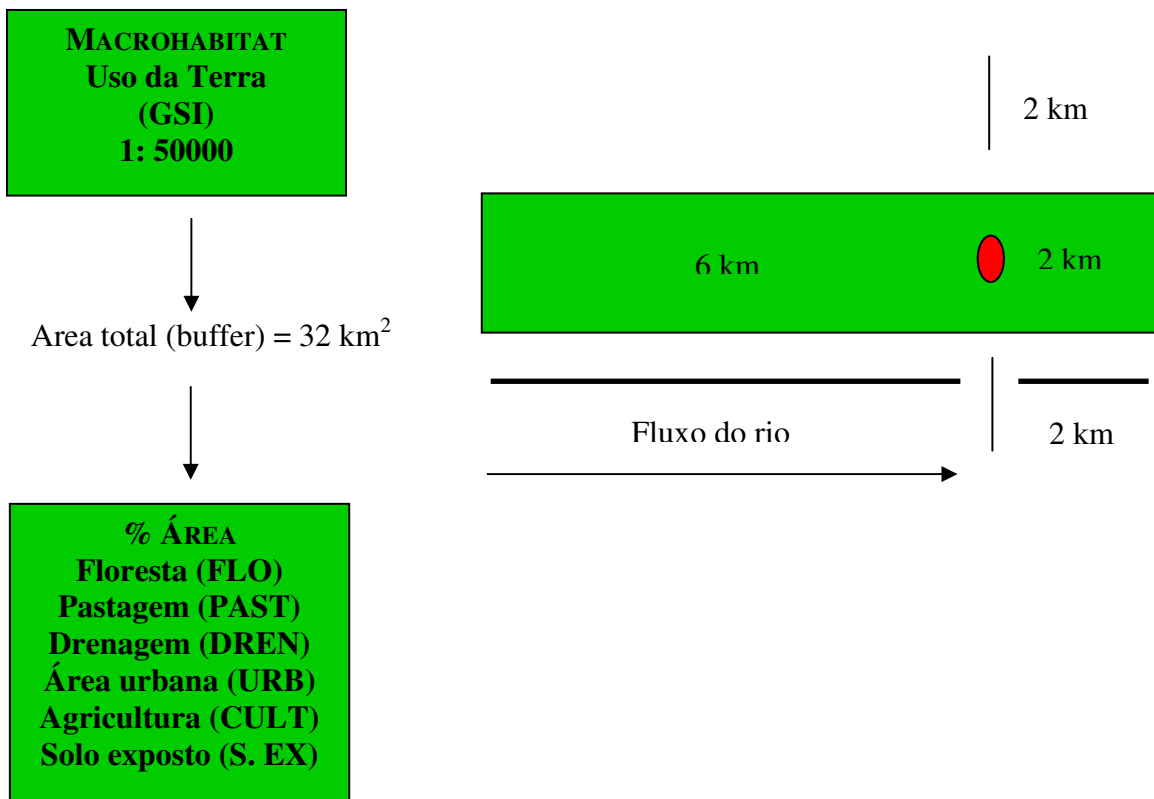 MACROHABITAT
Uso da Terra
(GSI)
1: 50000
Area total (buffer) = 32 km²
% ÁREA
Floresta (FLO)
Pastagem (PAST)
Drenagem (DREN)
Área urbana (URB)
Agricultura (CULT)
Solo exposto (S. EX)
2 km
6 km
2 km
Fluxo do rio
2 km